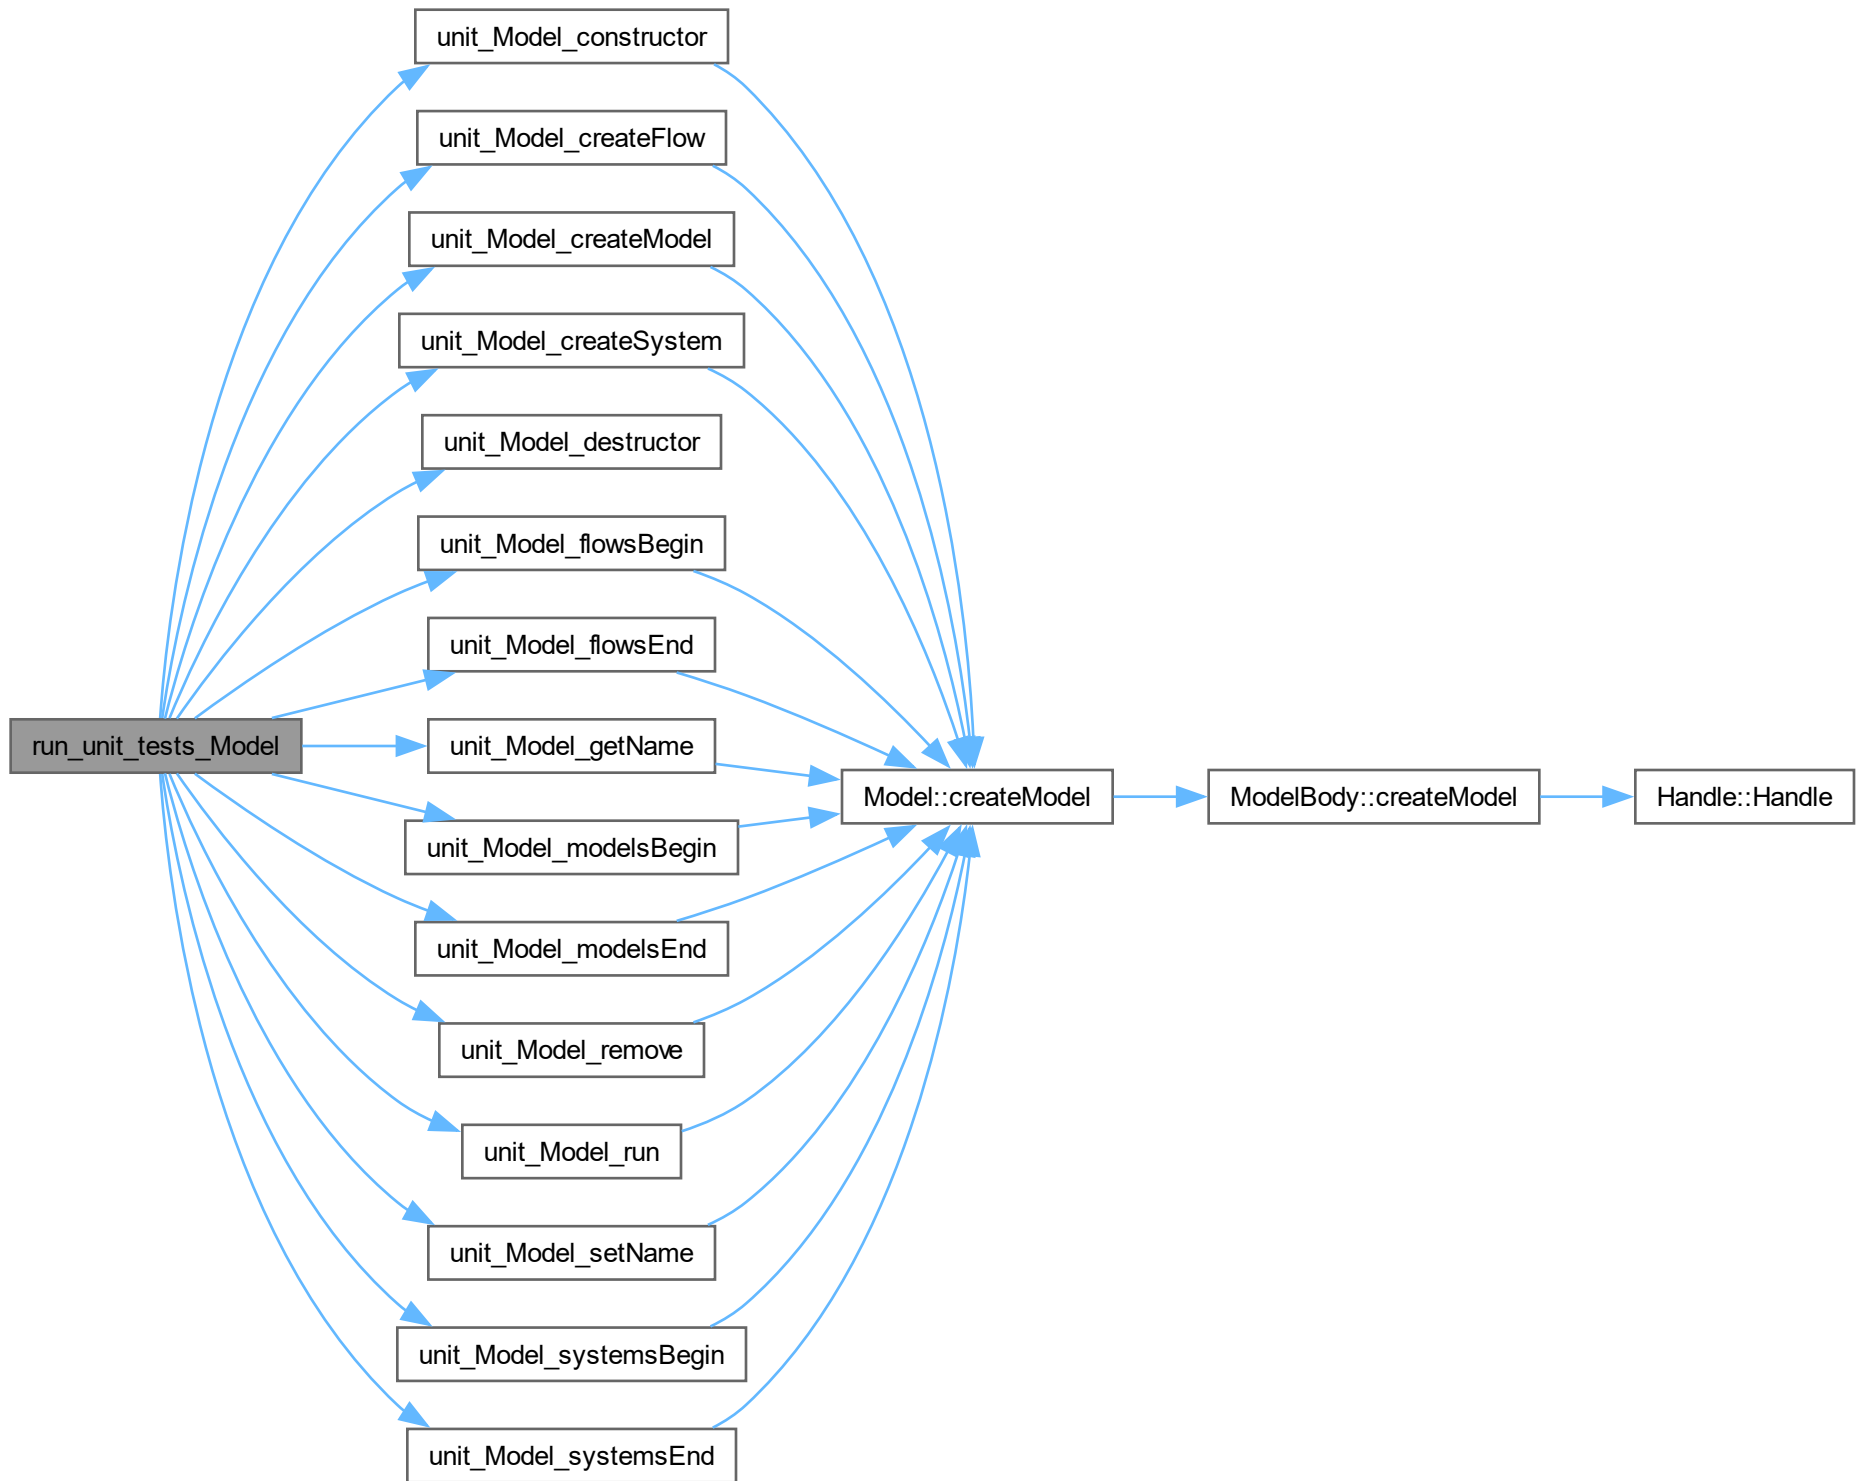 unit_Model_constructor
unit_Model_createFlow
unit_Model_createModel
unit_Model_createSystem
unit_Model_destructor
unit_Model_flowsBegin
unit_Model_flowsEnd
run_unit_tests_Model
unit_Model_getName
Model::createModel
ModelBody::createModel
Handle::Handle
unit_Model_modelsBegin
unit_Model_modelsEnd
unit_Model_remove
unit_Model_run
unit_Model_setName
unit_Model_systemsBegin
unit_Model_systemsEnd